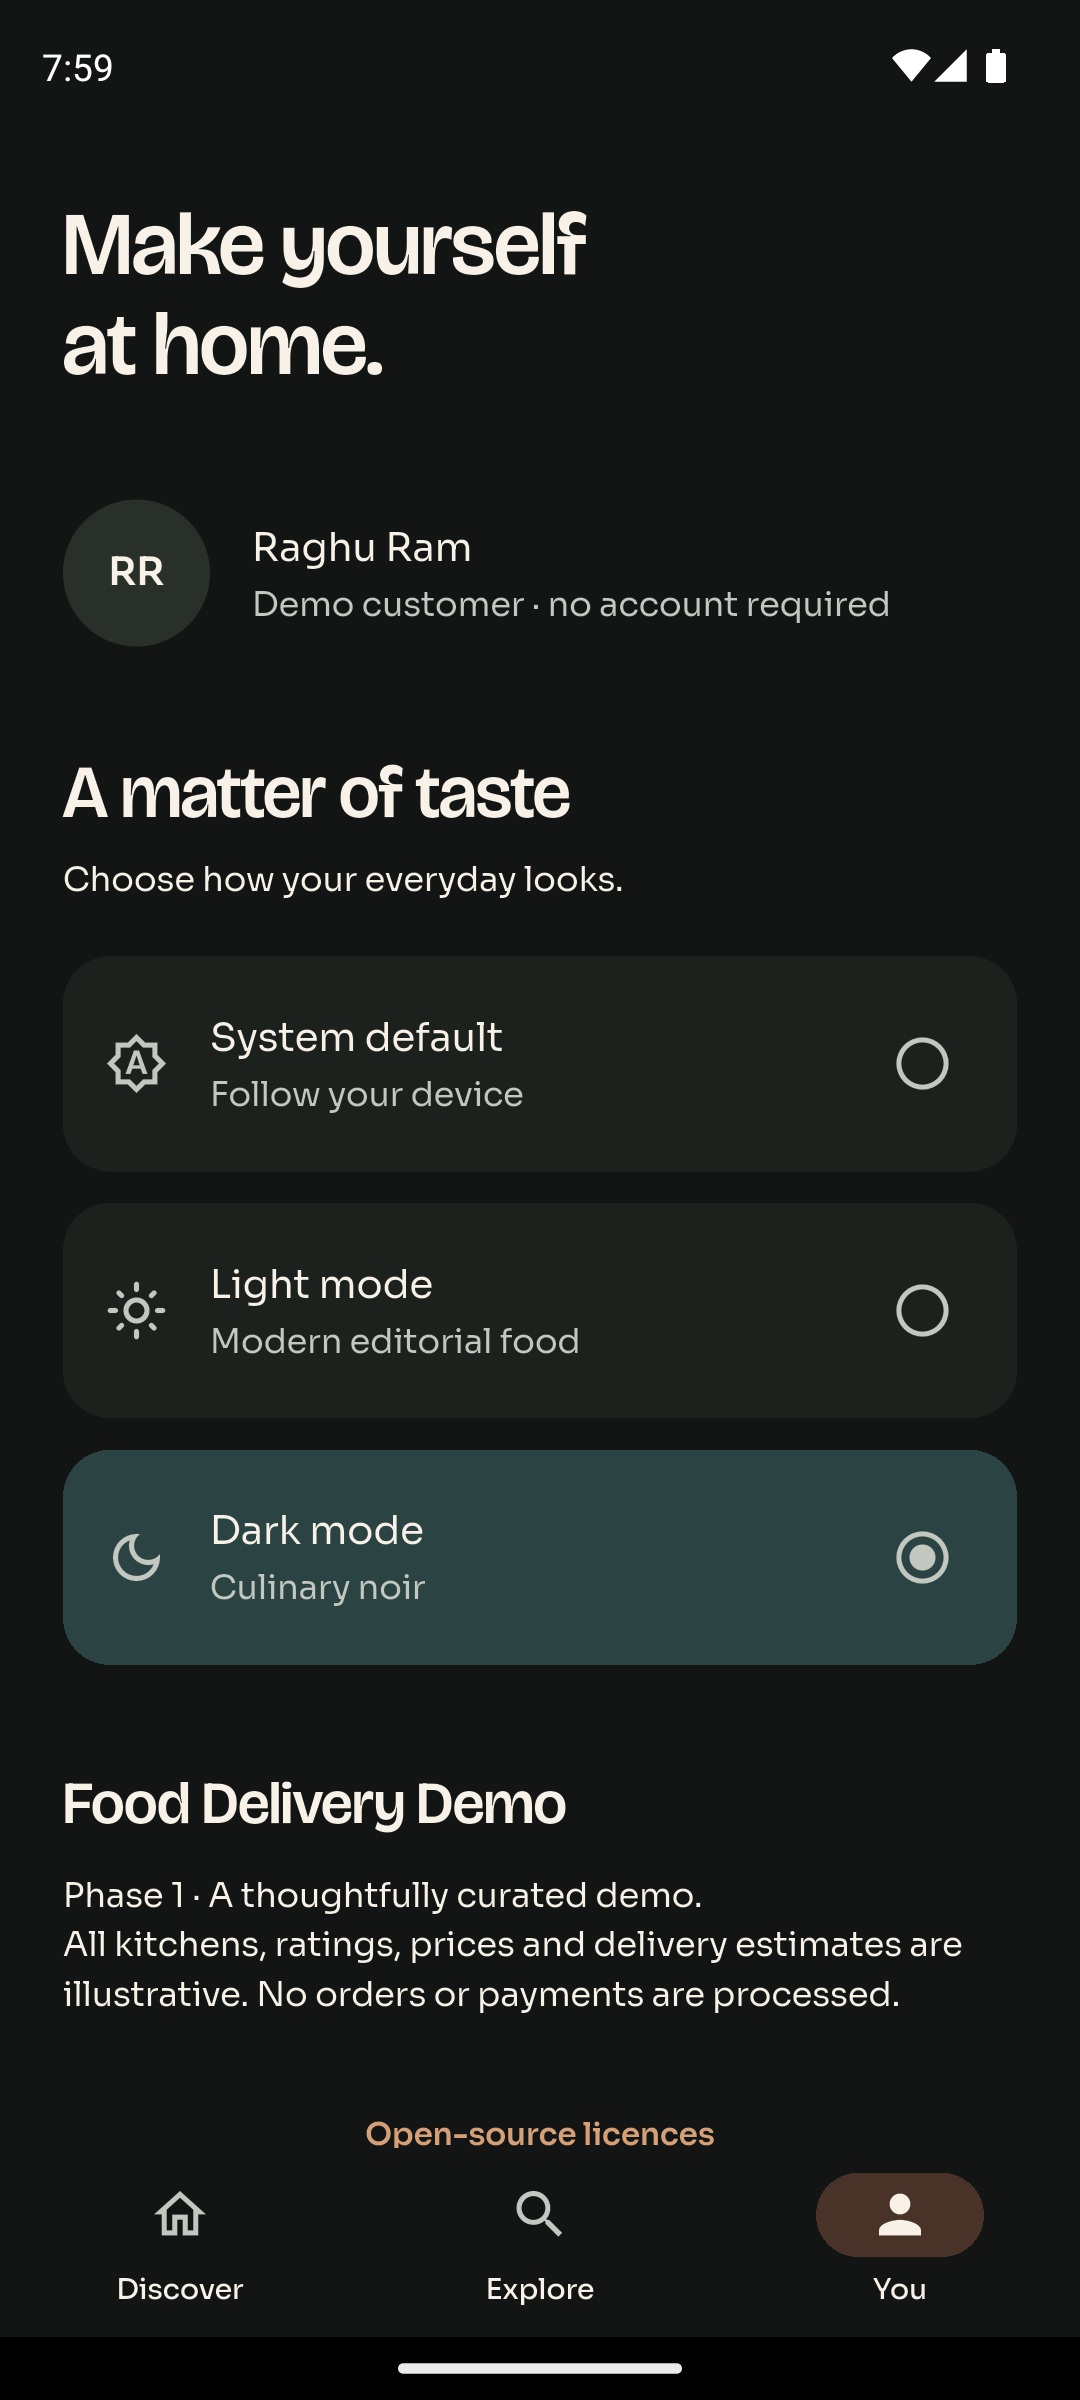 7:59
Make yourself
at home.
RR
Raghu Ram
Demo customer · no account required
A matter of taste
Choose how your everyday looks.
A
System default
Follow your device
Light mode
Modern editorial food
Dark mode
Culinary noir
Food Delivery Demo
Phase 1 · A thoughtfully curated demo.
All kitchens, ratings, prices and delivery estimates are
illustrative. No orders or payments are processed.
Open-source licences
Discover
Explore
You